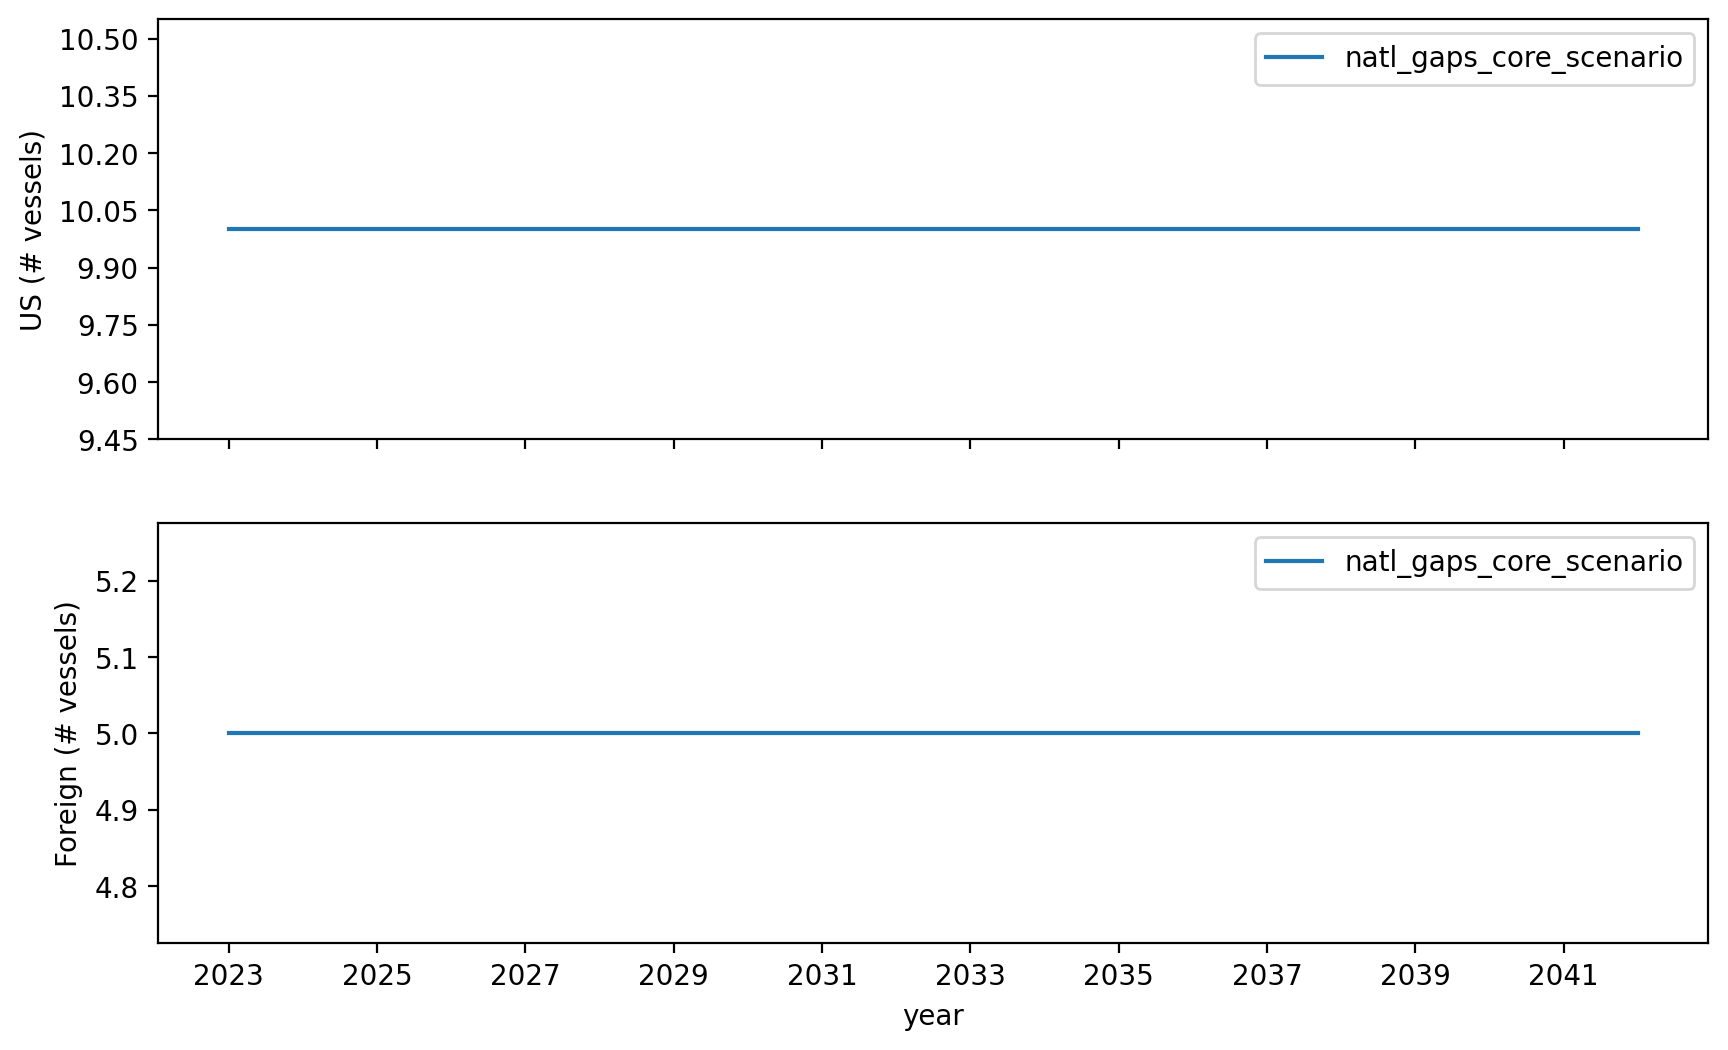 10.50
10.35
10.20
10.05
9.90
9.75
9.60
9.45
US (# vessels)
natl_gaps_core_scenario
5.2
5.1
5.0
4.9
4.8
Foreign (# vessels)
natl_gaps_core_scenario
2023 2025 2027 2029 2031 2033 2035 2037 2039 2041
year